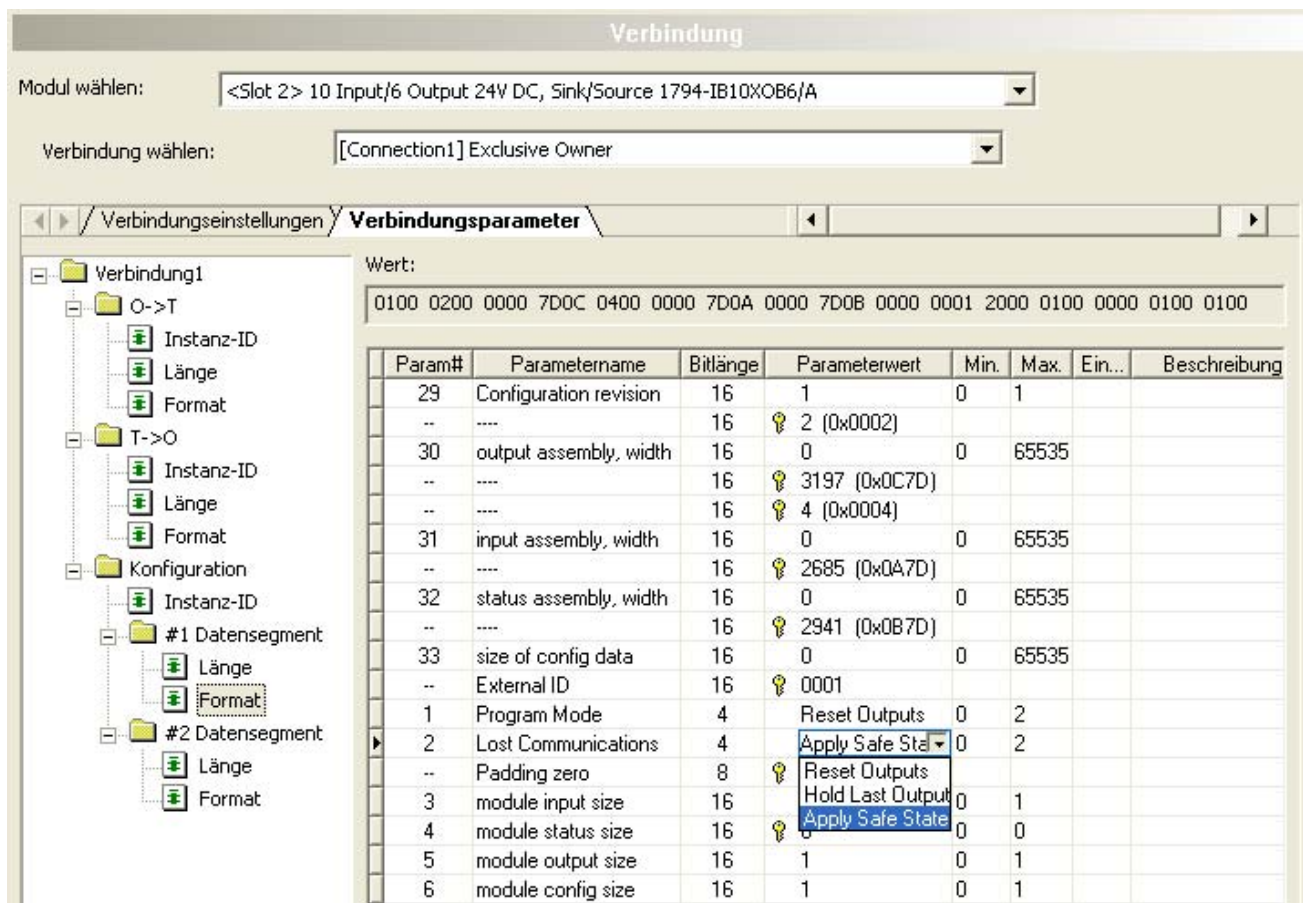 Verbindung
Modul wählen:
<Slot 2> 10 Input/6 Output 24V DC, Sink/Source 1794-IB10XOB6/A
Verbindung wählen:
[Connection1] Exclusive Owner
Verbindungseinstellungen
Verbindungsparameter
Verbindung1
O->T
Instanz-ID
Länge
Format
T->O
Instanz-ID
Länge
Format
Konfiguration
Instanz-ID
#1 Datensegment
Länge
Format
#2 Datensegment
Länge
Format
Wert:
0100 0200 0000 7D0C 0400 0000 7D0A 0000 7D0B 0000 0001 2000 0100 0000 0100 0100
Param# Parametername Bitlänge Parameterwert Min. Max. Ein... Beschreibung
29 Configuration revision 16 1 0 1
-- ---- 16 2 (0x0002)
30 output assembly, width 16 0 0 65535
-- ---- 16 3197 (0x0C7D)
-- ---- 16 4 (0x0004)
31 input assembly, width 16 0 0 65535
-- ---- 16 2685 (0x0A7D)
32 status assembly, width 16 0 0 65535
-- ---- 16 2941 (0x0B7D)
33 size of config data 16 0 0 65535
-- External ID 16 0001
1 Program Mode 4 Reset Outputs 0 2
2 Lost Communications 4 Apply Safe Sta 0 2
-- Padding zero 8 Reset Outputs
Hold Last Output
Apply Safe State
3 module input size 16 0 1
4 module status size 16 0 0
5 module output size 16 1 0 1
6 module config size 16 1 0 1